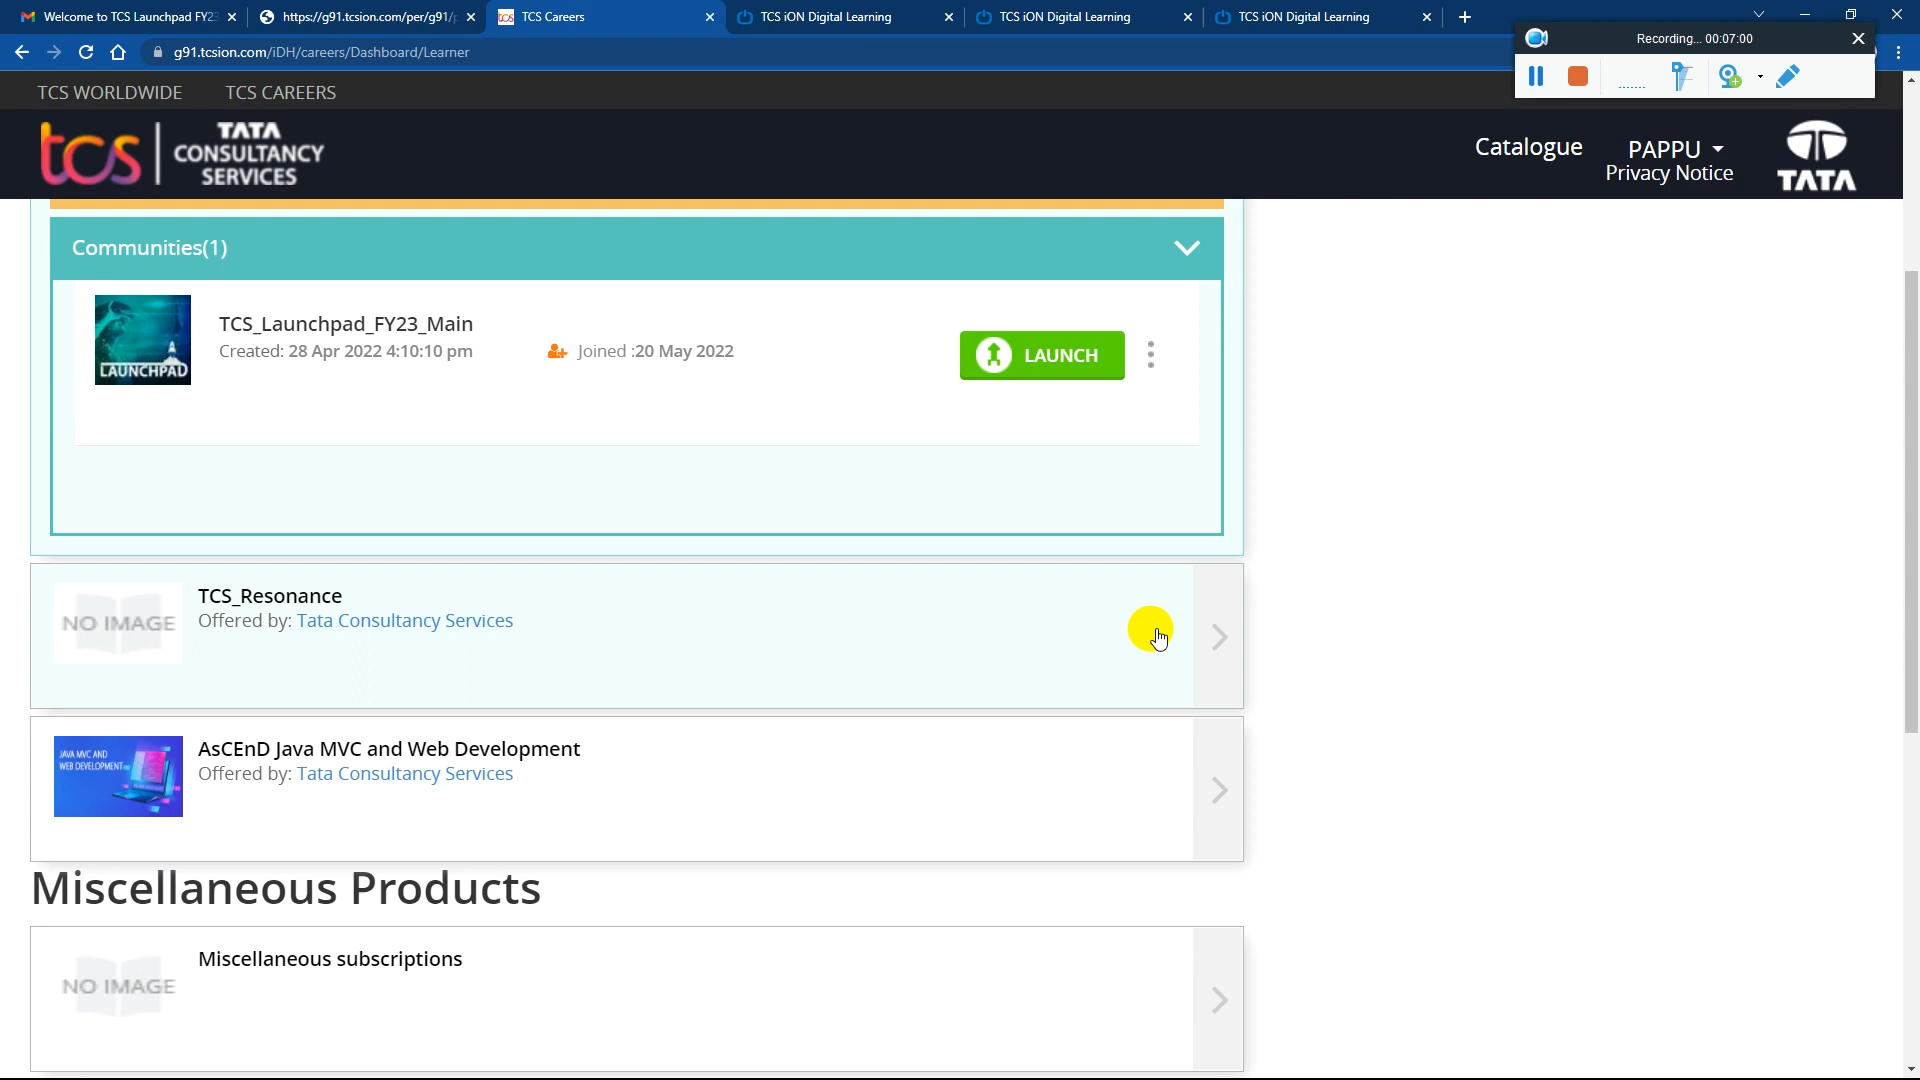 Welcome to TCS Launchpad FY23
https://g91.tcsion.com/per/g91/p
TCS Careers
TCS iON Digital Learning
TCS iON Digital Learning
TCS iON Digital Learning
g91.tcsion.com/iDH/careers/Dashboard/Learner
Recording... 00:07:00
TCS WORLDWIDE TCS CAREERS
tcs TATA
CONSULTANCY
SERVICES
Catalogue PAPPU
Privacy Notice
TATA
Communities(1)
LAUNCHPAD
TCS_Launchpad_FY23_Main
Created: 28 Apr 2022 4:10:10 pm Joined :20 May 2022
LAUNCH
NO IMAGE
TCS_Resonance
Offered by: Tata Consultancy Services
JAVA MVC AND
WEB DEVELOPMENT
AsCEnD Java MVC and Web Development
Offered by: Tata Consultancy Services
Miscellaneous Products
NO IMAGE
Miscellaneous subscriptions